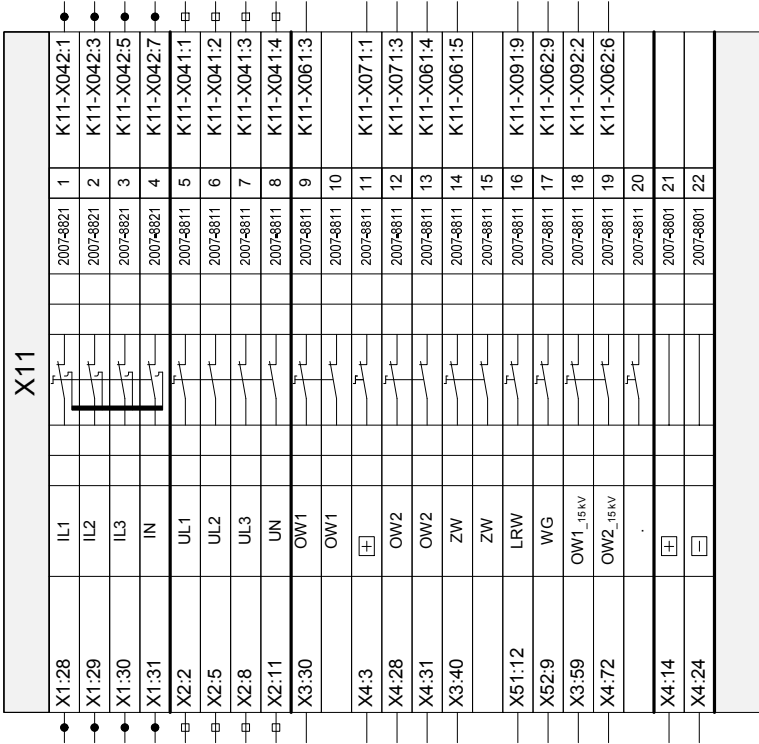 X11
K11-X042:1 1 2007-8821 IL1 X1:28
K11-X042:3 2 2007-8821 IL2 X1:29
K11-X042:5 3 2007-8821 IL3 X1:30
K11-X042:7 4 2007-8821 IN X1:31
K11-X041:1 5 2007-8811 UL1 X2:2
K11-X041:2 6 2007-8811 UL2 X2:5
K11-X041:3 7 2007-8811 UL3 X2:8
K11-X041:4 8 2007-8811 UN X2:11
K11-X061:3 9 2007-8811 OW1 X3:30
10 2007-8811 OW1
K11-X071:1 11 2007-8811 + X4:3
K11-X071:3 12 2007-8811 OW2 X4:28
K11-X061:4 13 2007-8811 OW2 X4:31
K11-X061:5 14 2007-8811 ZW X3:40
15 2007-8811 ZW
K11-X091:9 16 2007-8811 LRW X51:12
K11-X062:9 17 2007-8811 WG X52:9
K11-X092:2 18 2007-8811 OW1_15kV X3:59
K11-X062:6 19 2007-8811 OW2_15kV X4:72
20 2007-8811 .
21 2007-8801 + X4:14
22 2007-8801 − X4:24